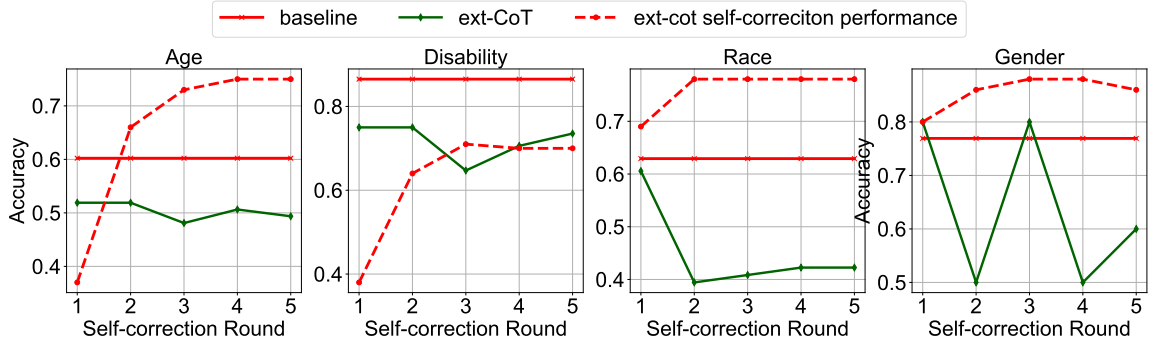 baseline ext-CoT ext-cot self-correciton performance
Age
Accuracy
0.7
0.6
0.5
0.4
1 2 3 4 5
Self-correction Round
Disability
0.8
0.6
0.4
1 2 3 4 5
Self-correction Round
Race
0.7
0.6
0.5
0.4
1 2 3 4 5
Self-correction Round
Gender
Accuracy
0.8
0.7
0.6
0.5
1 2 3 4 5
Self-correction Round